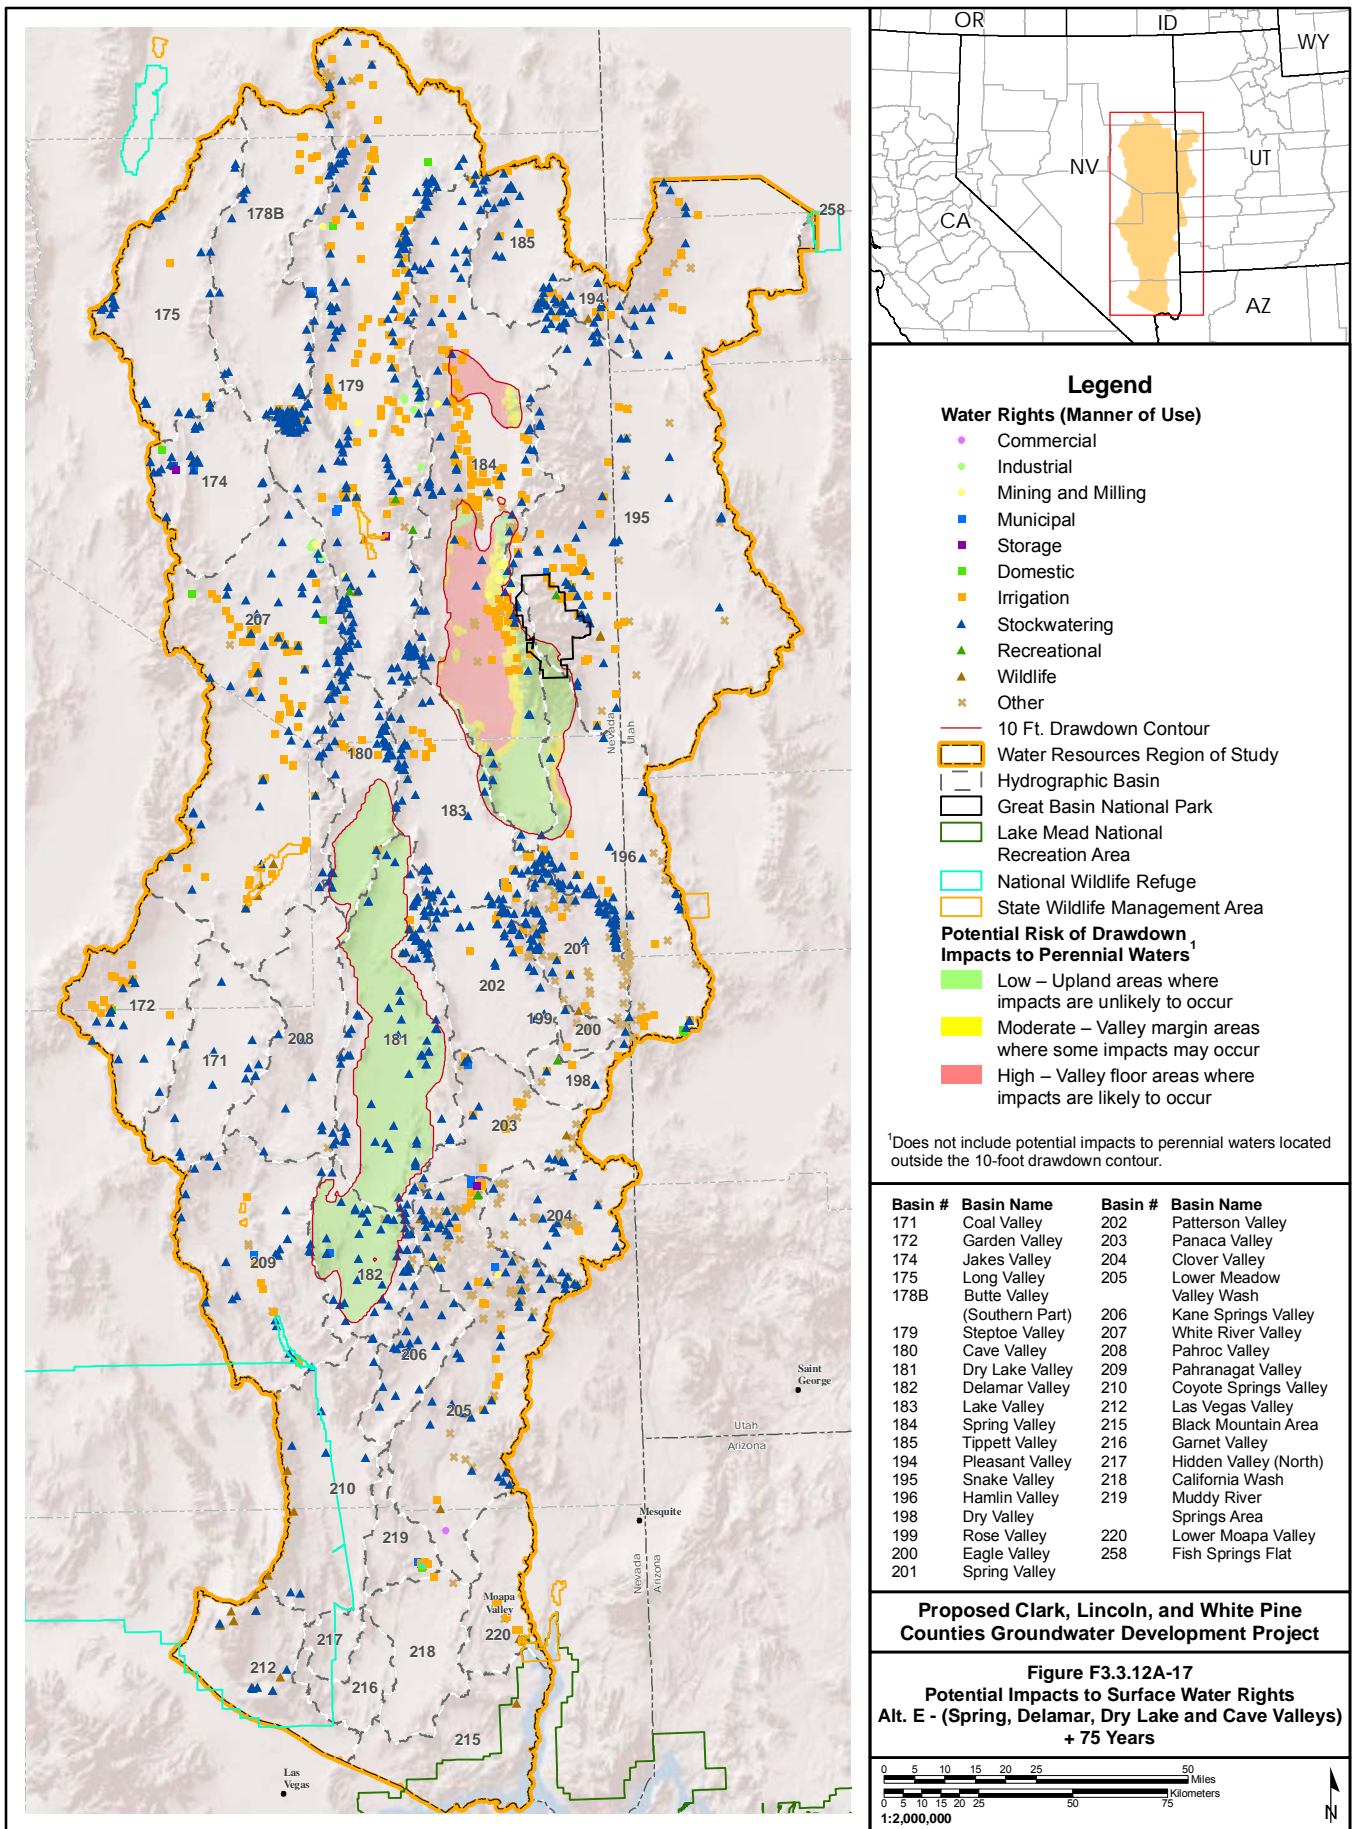 OR
ID
WY
NV
UT
CA
AZ
258
178B
185
194
175
179
184
174
195
207
180
183
196
201
202
172
199
200
208
181
171
198
203
204
209
182
206
205
210
219
217
218
220
212
216
215
Nevada
Utah
Saint
George
Utah
Arizona
Mesquite
Nevada
Arizona
Moapa
Valley
Las
Vegas
Legend
Water Rights (Manner of Use)
Commercial
Industrial
Mining and Milling
Municipal
Storage
Domestic
Irrigation
Stockwatering
Recreational
Wildlife
Other
10 Ft. Drawdown Contour
Water Resources Region of Study
Hydrographic Basin
Great Basin National Park
Lake Mead National
Recreation Area
National Wildlife Refuge
State Wildlife Management Area
Potential Risk of Drawdown
Impacts to Perennial Waters1
Low – Upland areas where
impacts are unlikely to occur
Moderate – Valley margin areas
where some impacts may occur
High – Valley floor areas where
impacts are likely to occur
1Does not include potential impacts to perennial waters located
outside the 10-foot drawdown contour.
Basin # Basin Name Basin # Basin Name
171 Coal Valley 202 Patterson Valley
172 Garden Valley 203 Panaca Valley
174 Jakes Valley 204 Clover Valley
175 Long Valley 205 Lower Meadow
178B Butte Valley Valley Wash
(Southern Part) 206 Kane Springs Valley
179 Steptoe Valley 207 White River Valley
180 Cave Valley 208 Pahroc Valley
181 Dry Lake Valley 209 Pahranagat Valley
182 Delamar Valley 210 Coyote Springs Valley
183 Lake Valley 212 Las Vegas Valley
184 Spring Valley 215 Black Mountain Area
185 Tippett Valley 216 Garnet Valley
194 Pleasant Valley 217 Hidden Valley (North)
195 Snake Valley 218 California Wash
196 Hamlin Valley 219 Muddy River
198 Dry Valley Springs Area
199 Rose Valley 220 Lower Moapa Valley
200 Eagle Valley 258 Fish Springs Flat
201 Spring Valley
Proposed Clark, Lincoln, and White Pine
Counties Groundwater Development Project
Figure F3.3.12A-17
Potential Impacts to Surface Water Rights
Alt. E - (Spring, Delamar, Dry Lake and Cave Valleys)
+ 75 Years
0 5 10 15 20 25 50
Miles
Kilometers
0 5 10 15 20 25 50 75
1:2,000,000
N